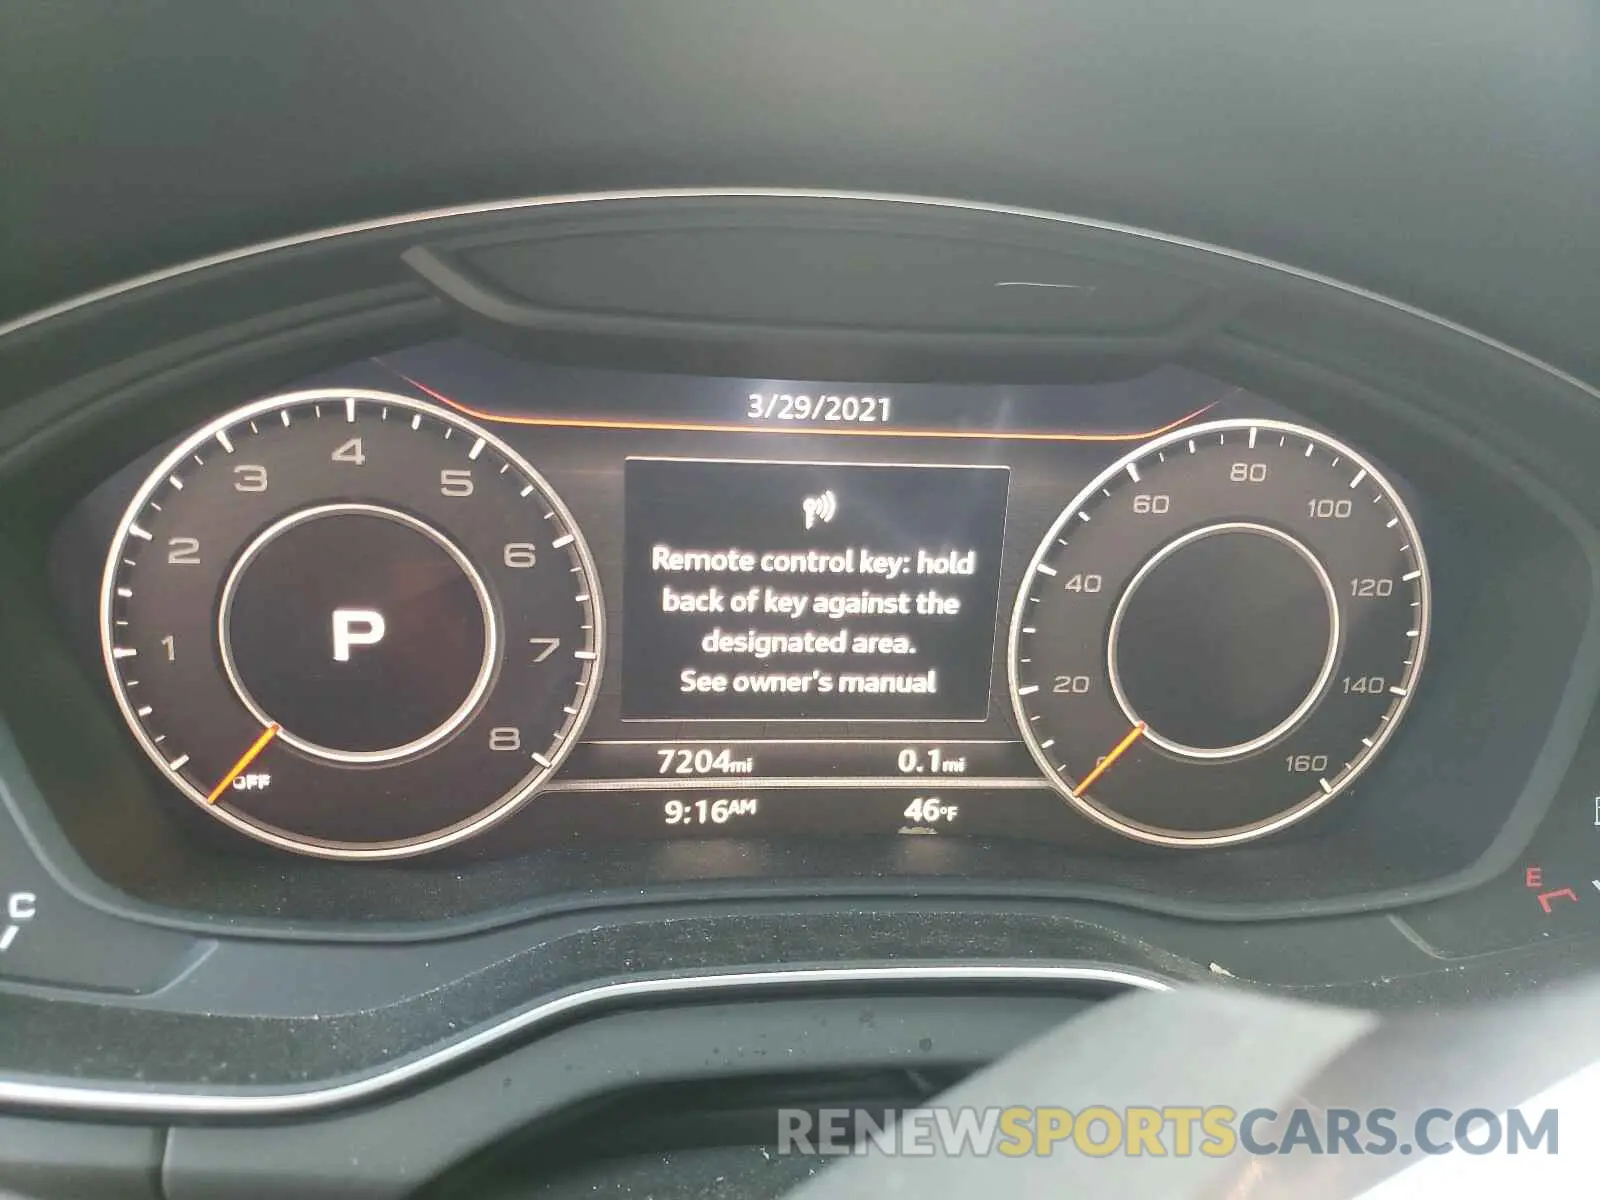 3/29/2021
Remote control key: hold
back of key against the
designated area.
See owner's manual
1
2
3
4
5
6
7
8
OFF
P
20
40
60
80
100
120
140
160
7204mi
0.1mi
9:16AM
46°F
C
E
RENEWSPORTSCARS.COM